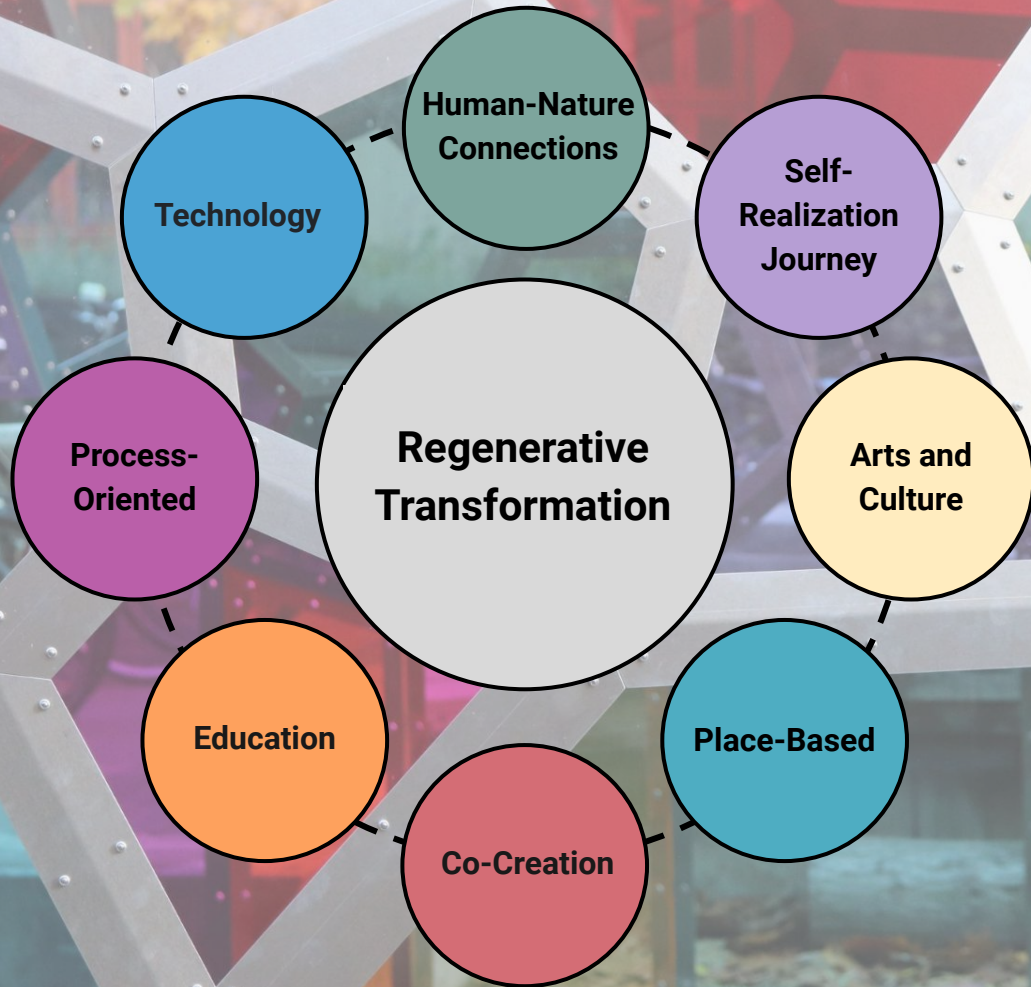 Human-Nature
Connections
Self-
Realization
Journey
Technology
Regenerative
Transformation
Process-
Oriented
Arts and
Culture
Education
Place-Based
Co-Creation